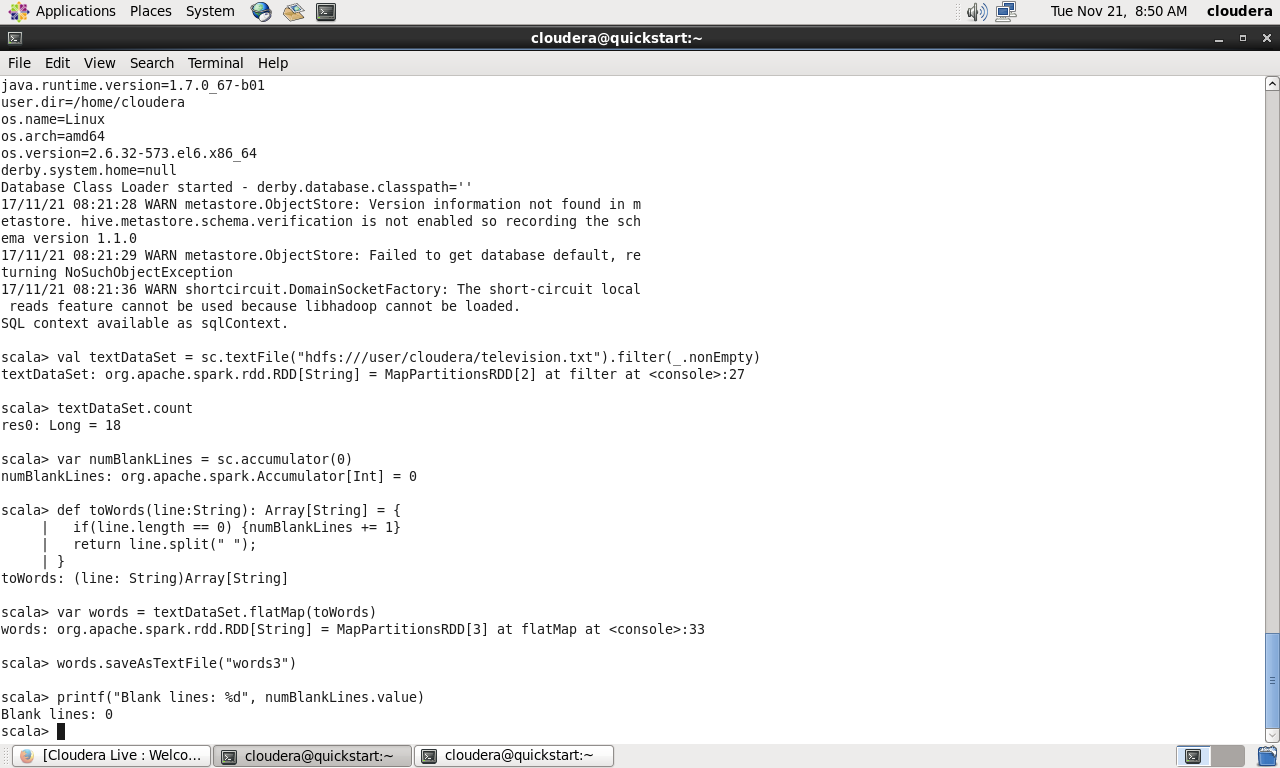 Applications Places System Tue Nov 21, 8:50 AM cloudera
cloudera@quickstart:~
File Edit View Search Terminal Help
java.runtime.version=1.7.0_67-b01
user.dir=/home/cloudera
os.name=Linux
os.arch=amd64
os.version=2.6.32-573.el6.x86_64
derby.system.home=null
Database Class Loader started - derby.database.classpath=''
17/11/21 08:21:28 WARN metastore.ObjectStore: Version information not found in m
etastore. hive.metastore.schema.verification is not enabled so recording the sch
ema version 1.1.0
17/11/21 08:21:29 WARN metastore.ObjectStore: Failed to get database default, re
turning NoSuchObjectException
17/11/21 08:21:36 WARN shortcircuit.DomainSocketFactory: The short-circuit local
 reads feature cannot be used because libhadoop cannot be loaded.
SQL context available as sqlContext.
scala> val textDataSet = sc.textFile("hdfs:///user/cloudera/television.txt").filter(_.nonEmpty)
textDataSet: org.apache.spark.rdd.RDD[String] = MapPartitionsRDD[2] at filter at <console>:27
scala> textDataSet.count
res0: Long = 18
scala> var numBlankLines = sc.accumulator(0)
numBlankLines: org.apache.spark.Accumulator[Int] = 0
scala> def toWords(line:String): Array[String] = {
     |   if(line.length == 0) {numBlankLines += 1}
     |   return line.split(" ");
     | }
toWords: (line: String)Array[String]
scala> var words = textDataSet.flatMap(toWords)
words: org.apache.spark.rdd.RDD[String] = MapPartitionsRDD[3] at flatMap at <console>:33
scala> words.saveAsTextFile("words3")
scala> printf("Blank lines: %d", numBlankLines.value)
Blank lines: 0
scala>
[Cloudera Live : Welco... cloudera@quickstart:~ cloudera@quickstart:~